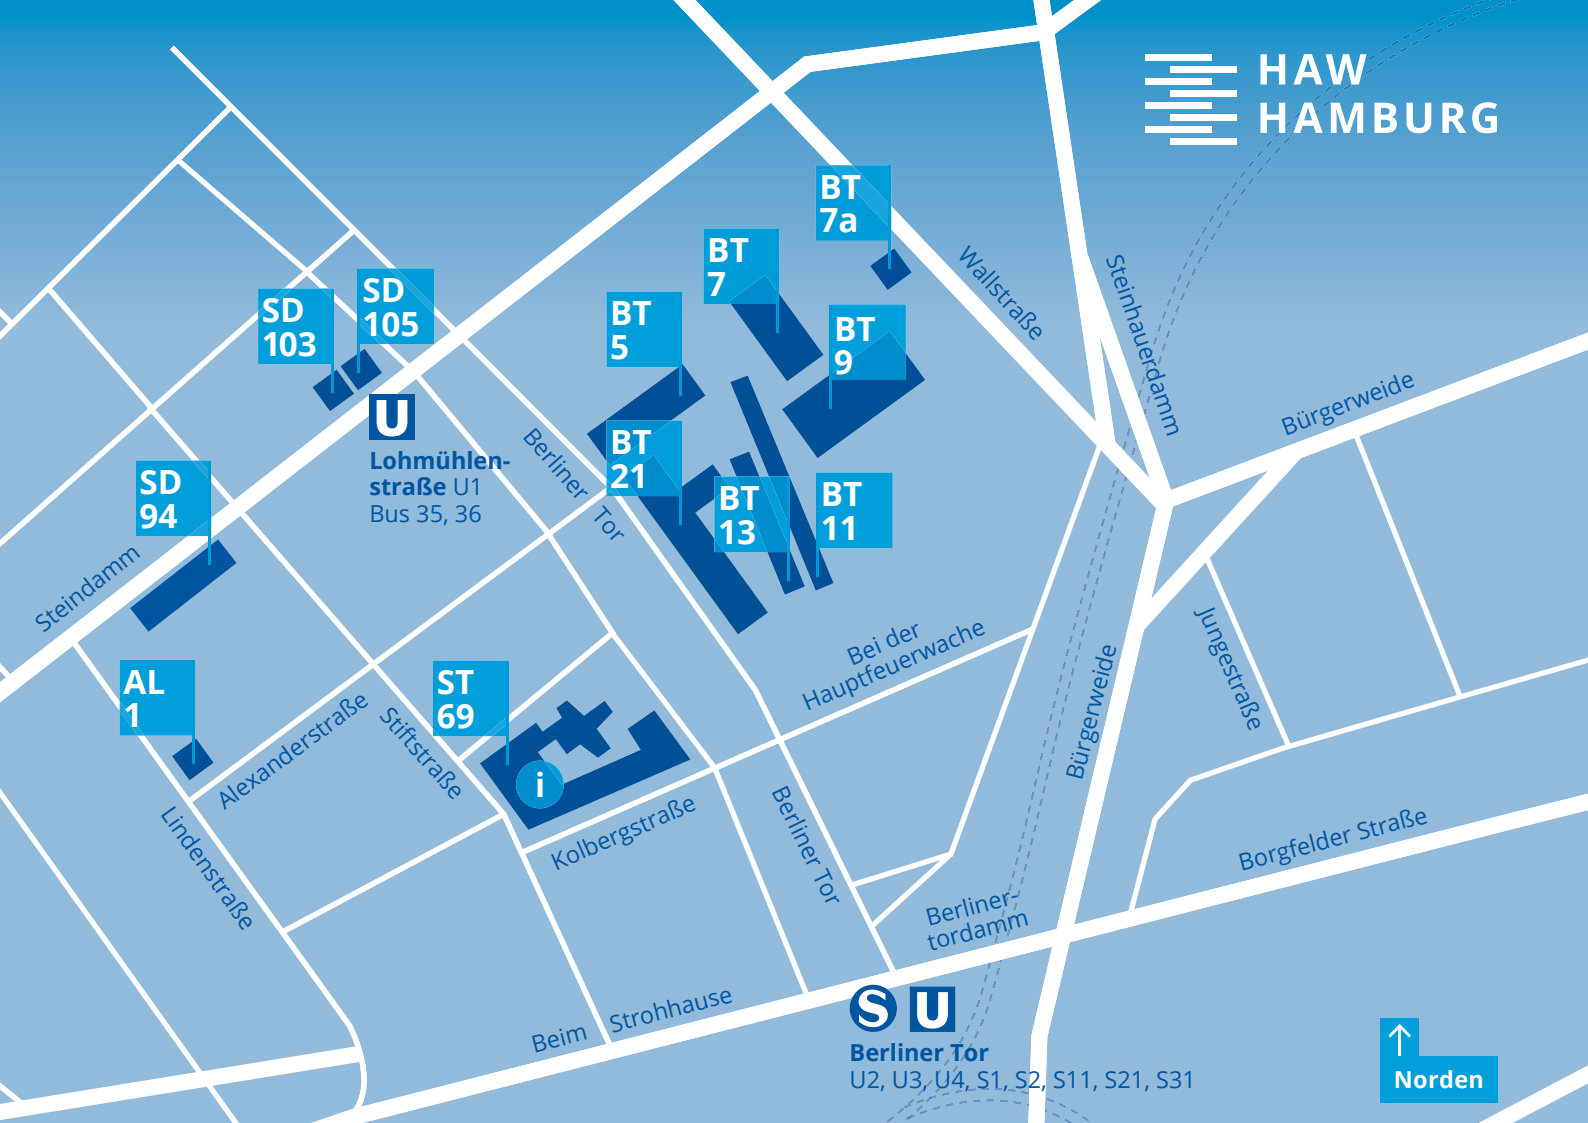 HAW
HAMBURG
BT
7a
BT
7
Wallstraße
Steinhauerdamm
SD
105
SD
103
BT
5
BT
9
Bürgerweide
U
Lohmühlen-
straße U1
Bus 35, 36
Berliner
Tor
BT
21
BT
13
BT
11
SD
94
Steindamm
AL
1
ST
69
Bei der
Hauptfeuerwache
Jungestraße
Bürgerweide
Alexanderstraße
Stiftstraße
i
Kolbergstraße
Berliner Tor
Lindenstraße
Borgfelder Straße
Berliner-
tordamm
Beim Strohhause
S U
Berliner Tor
U2, U3, U4, S1, S2, S11, S21, S31
Norden